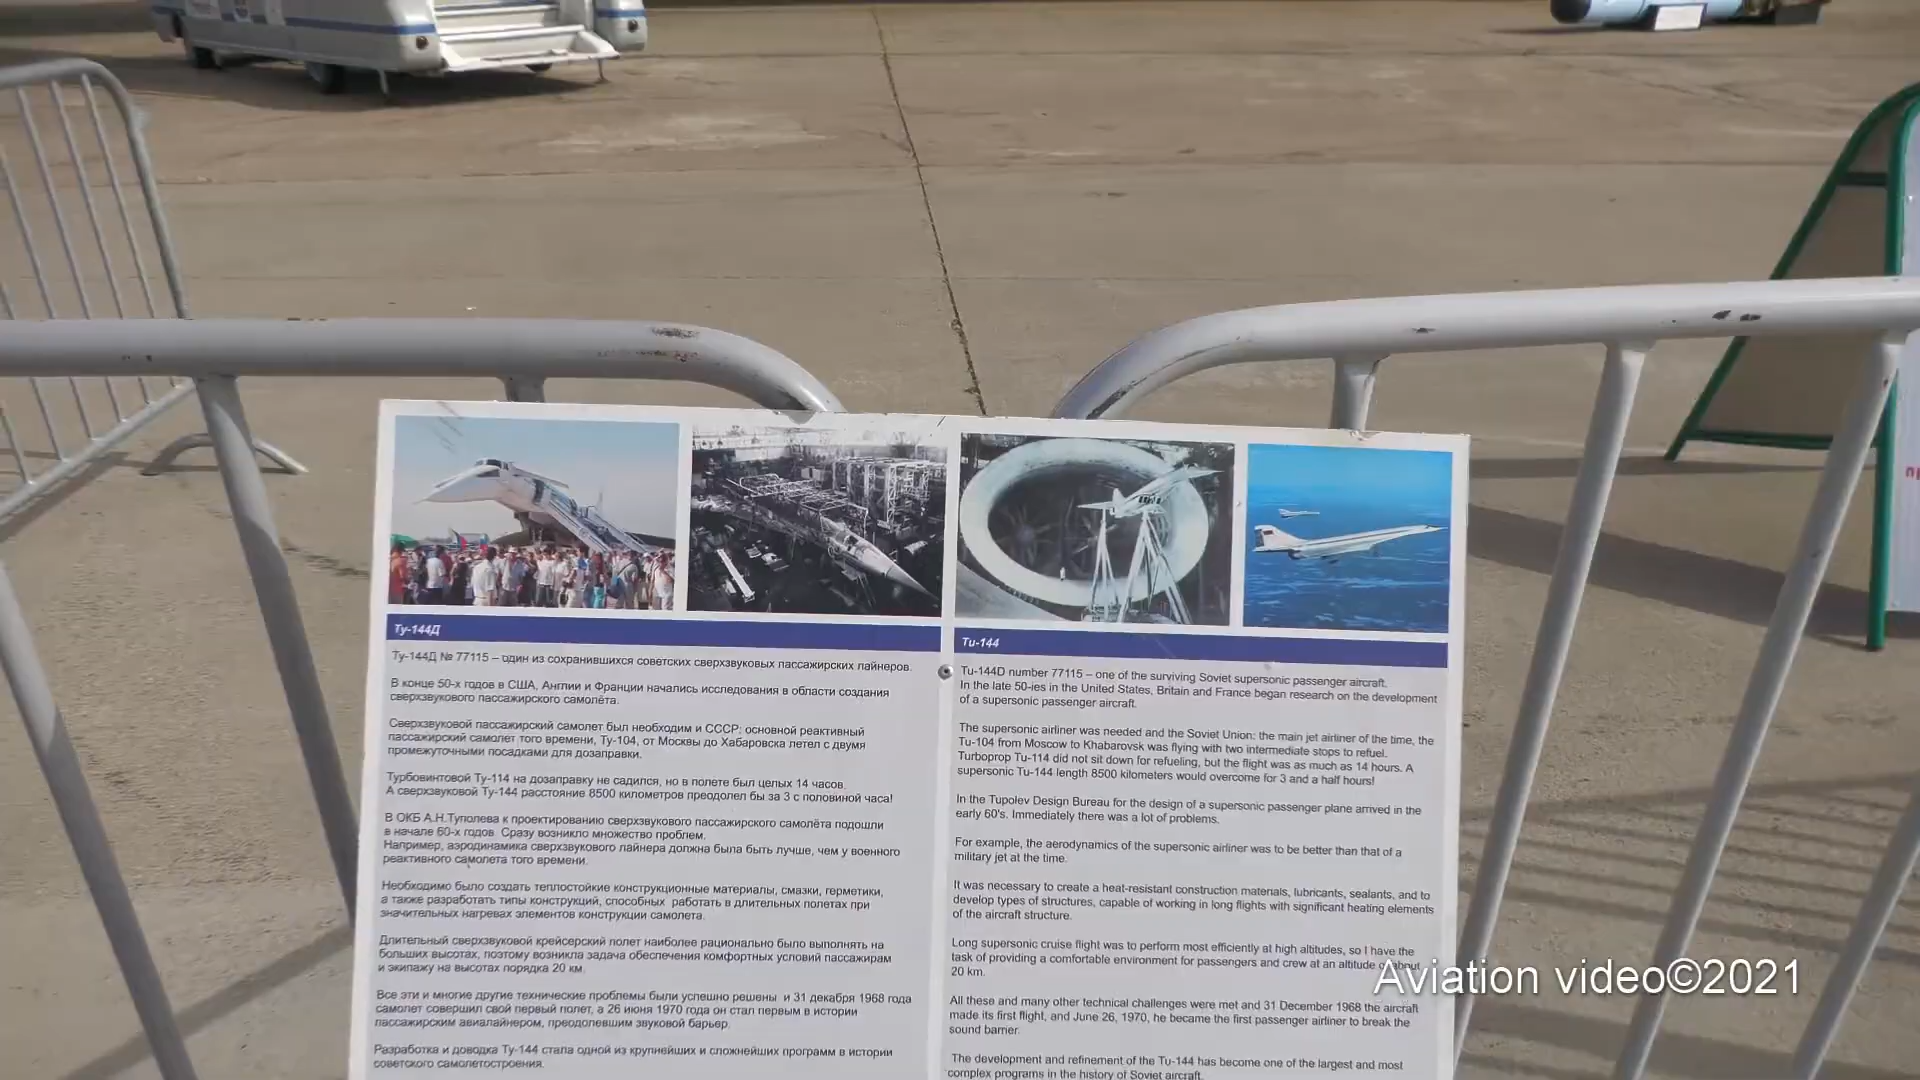 Ту-144Д
Ту-144Д № 77115 – один из сохранившихся советских сверхзвуковых пассажирских лайнеров.
В конце 50-х годов в США, Англии и Франции начались исследования в области создания
сверхзвукового пассажирского самолёта.
Сверхзвуковой пассажирский самолет был необходим и СССР: основной реактивный
пассажирский самолет того времени, Ту-104, от Москвы до Хабаровска летел с двумя
промежуточными посадками для дозаправки.
Турбовинтовой Ту-114 на дозаправку не садился, но в полете был целых 14 часов.
А сверхзвуковой Ту-144 расстояние 8500 километров преодолел бы за 3 с половиной часа!
В ОКБ А.Н.Туполева к проектированию сверхзвукового пассажирского самолёта подошли
в начале 60-х годов. Сразу возникло множество проблем.
Например, аэродинамика сверхзвукового лайнера должна была быть лучше, чем у военного
реактивного самолета того времени.
Необходимо было создать теплостойкие конструкционные материалы, смазки, герметики,
а также разработать типы конструкций, способных работать в длительных полетах при
значительных нагревах элементов конструкции самолета.
Длительный сверхзвуковой крейсерский полет наиболее рационально было выполнять на
больших высотах, поэтому возникла задача обеспечения комфортных условий пассажирам
и экипажу на высотах порядка 20 км.
Все эти и многие другие технические проблемы были успешно решены и 31 декабря 1968 года
самолет совершил свой первый полет, а 26 июня 1970 года он стал первым в истории
пассажирским авиалайнером, преодолевшим звуковой барьер.
Разработка и доводка Ту-144 стала одной из крупнейших и сложнейших программ в истории
советского самолетостроения.
Tu-144
Tu-144D number 77115 – one of the surviving Soviet supersonic passenger aircraft.
In the late 50-ies in the United States, Britain and France began research on the development
of a supersonic passenger aircraft.
The supersonic airliner was needed and the Soviet Union: the main jet airliner of the time, the
Tu-104 from Moscow to Khabarovsk was flying with two intermediate stops to refuel.
Turboprop Tu-114 did not sit down for refueling, but the flight was as much as 14 hours. A
supersonic Tu-144 length 8500 kilometers would overcome for 3 and a half hours!
In the Tupolev Design Bureau for the design of a supersonic passenger plane arrived in the
early 60's. Immediately there was a lot of problems.
For example, the aerodynamics of the supersonic airliner was to be better than that of a
military jet at the time.
It was necessary to create a heat-resistant construction materials, lubricants, sealants, and to
develop types of structures, capable of working in long flights with significant heating elements
of the aircraft structure.
Long supersonic cruise flight was to perform most efficiently at high altitudes, so I have the
task of providing a comfortable environment for passengers and crew at an altitude of about
20 km.
All these and many other technical challenges were met and 31 December 1968 the aircraft
made its first flight, and June 26, 1970, he became the first passenger airliner to break the
sound barrier.
The development and refinement of the Tu-144 has become one of the largest and most
complex programs in the history of Soviet aircraft.
Aviation video©2021